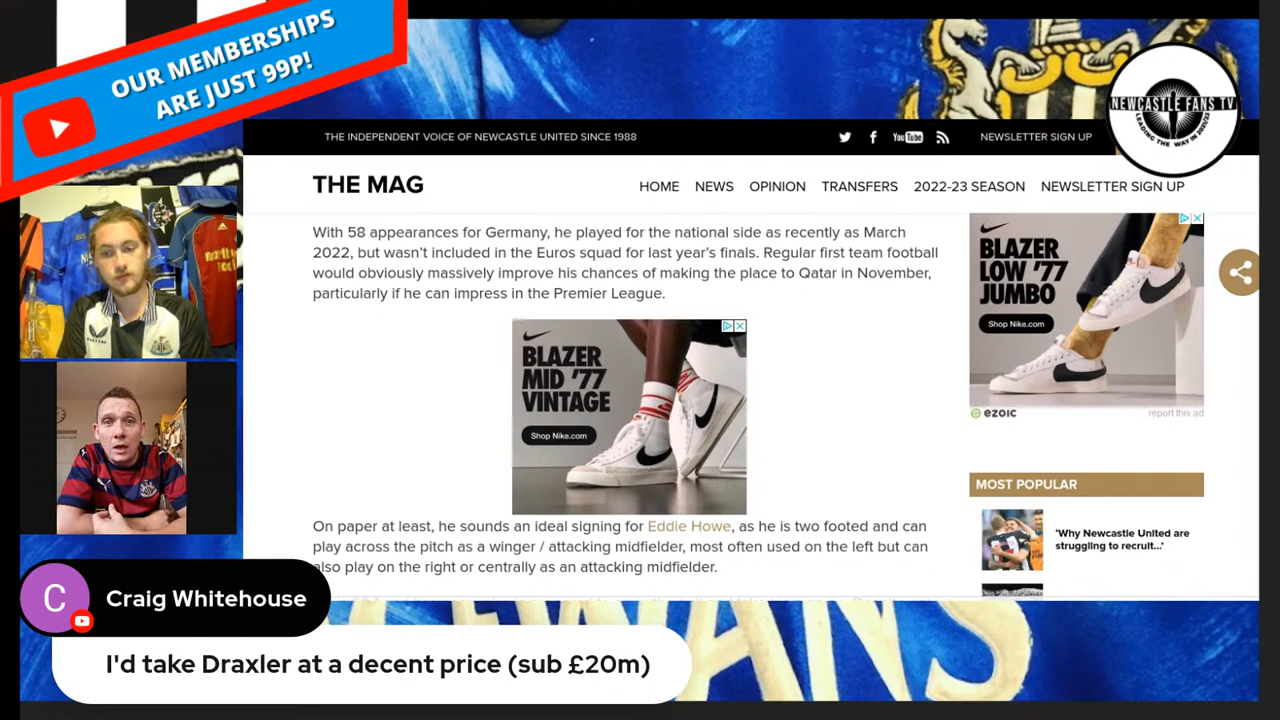 OUR MEMBERSHIPS
ARE JUST 99P!
NEWCASTLE FANS TV
LEADING THE WAY IN 2021/22
THE INDEPENDENT VOICE OF NEWCASTLE UNITED SINCE 1988
YouTube
NEWSLETTER SIGN UP
THE MAG
HOME NEWS OPINION TRANSFERS 2022-23 SEASON NEWSLETTER SIGN UP
With 58 appearances for Germany, he played for the national side as recently as March
2022, but wasn't included in the Euros squad for last year's finals. Regular first team football
would obviously massively improve his chances of making the place to Qatar in November,
particularly if he can impress in the Premier League.
BLAZER
MID '77
VINTAGE
Shop Nike.com
BLAZER
LOW '77
JUMBO
Shop Nike.com
ezoic
report this ad
On paper at least, he sounds an ideal signing for Eddie Howe, as he is two footed and can
play across the pitch as a winger / attacking midfielder, most often used on the left but can
also play on the right or centrally as an attacking midfielder.
MOST POPULAR
'Why Newcastle United are
struggling to recruit...'
C
Craig Whitehouse
I'd take Draxler at a decent price (sub £20m)